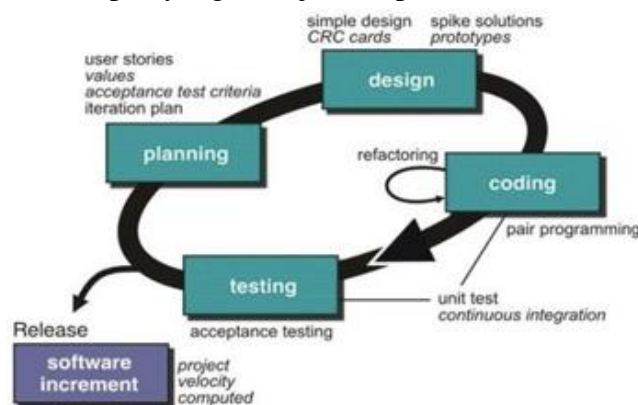 simple design
CRC cards
spike solutions
prototypes
user stories
values
acceptance test criteria
iteration plan
design
planning
refactoring
coding
pair programming
testing
unit test
continuous integration
acceptance testing
Release
software
increment
project
velocity
computed